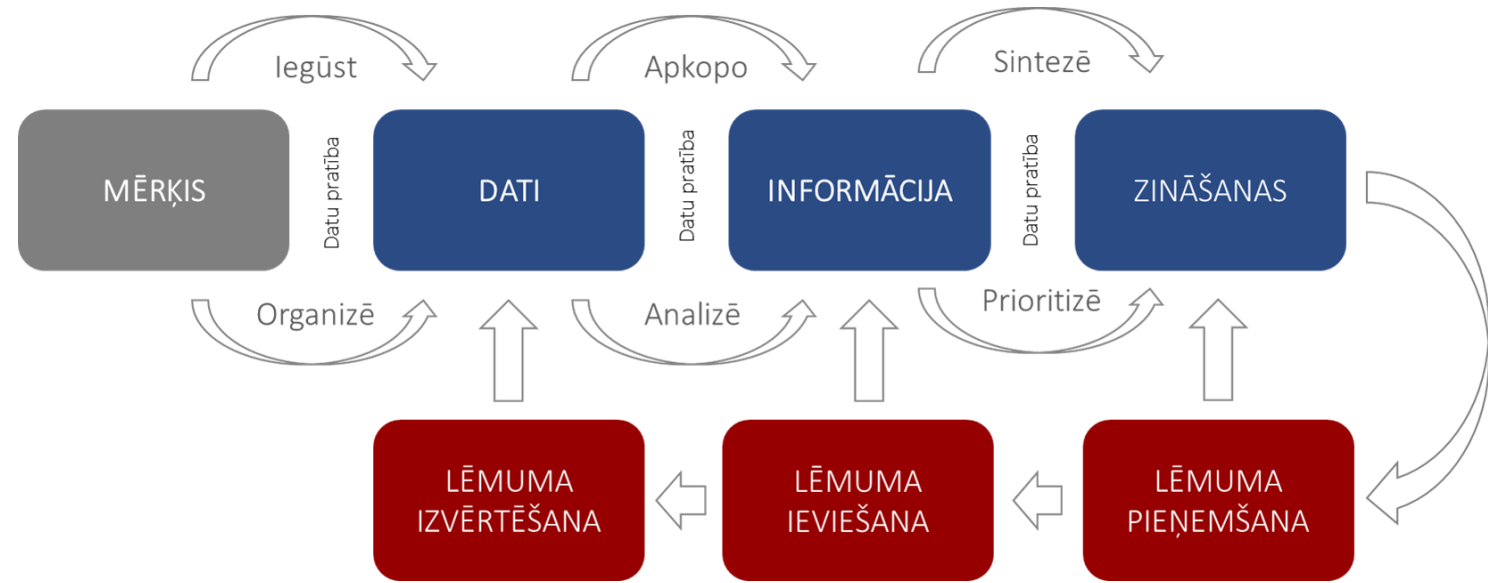 Iegūst
Apkopo
Sintezē
MĒRĶIS
Datu pratība
DATI
Datu pratība
INFORMĀCIJA
Datu pratība
ZINĀŠANAS
Organizē
Analizē
Prioritizē
LĒMUMA
IZVĒRTĒŠANA
LĒMUMA
IEVIEŠANA
LĒMUMA
PIEŅEMŠANA